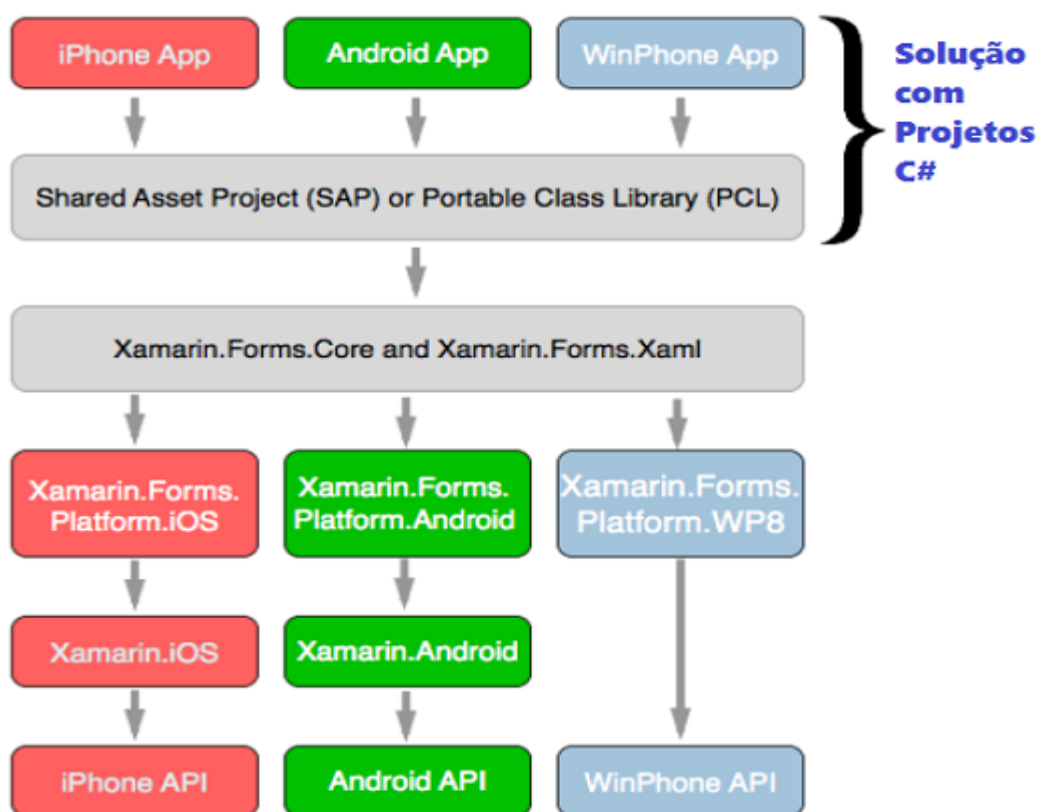 iPhone App
Android App
WinPhone App
Solução
com
Projetos
C#
Shared Asset Project (SAP) or Portable Class Library (PCL)
Xamarin.Forms.Core and Xamarin.Forms.Xaml
Xamarin.Forms.
Platform.iOS
Xamarin.Forms.
Platform.Android
Xamarin.Forms.
Platform.WP8
Xamarin.iOS
Xamarin.Android
iPhone API
Android API
WinPhone API